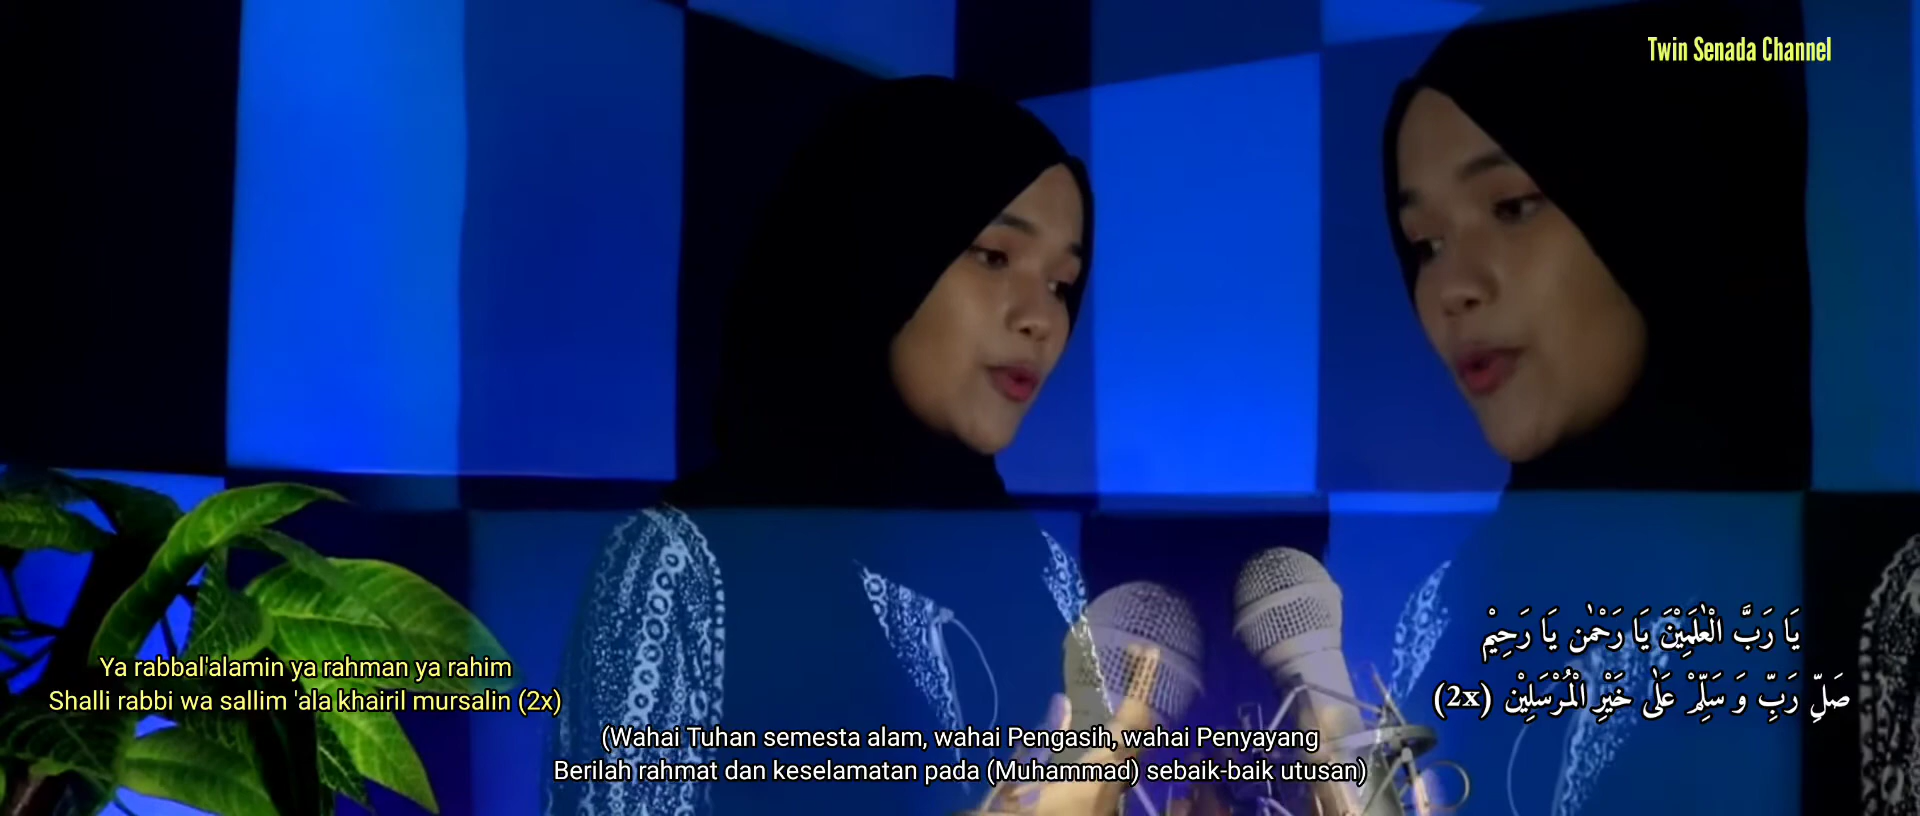 Twin Senada Channel
يَا رَبَّ الْعٰلَمِيْنَ يَا رَحْمٰن يَا رَحِيْم
صَلِّ رَبِّ وَ سَلِّمْ عَلٰى خَيْرِ الْمُرْسَلِيْن (2x)
Ya rabbal'alamin ya rahman ya rahim
Shalli rabbi wa sallim 'ala khairil mursalin (2x)
(Wahai Tuhan semesta alam, wahai Pengasih, wahai Penyayang
Berilah rahmat dan keselamatan pada (Muhammad) sebaik-baik utusan)